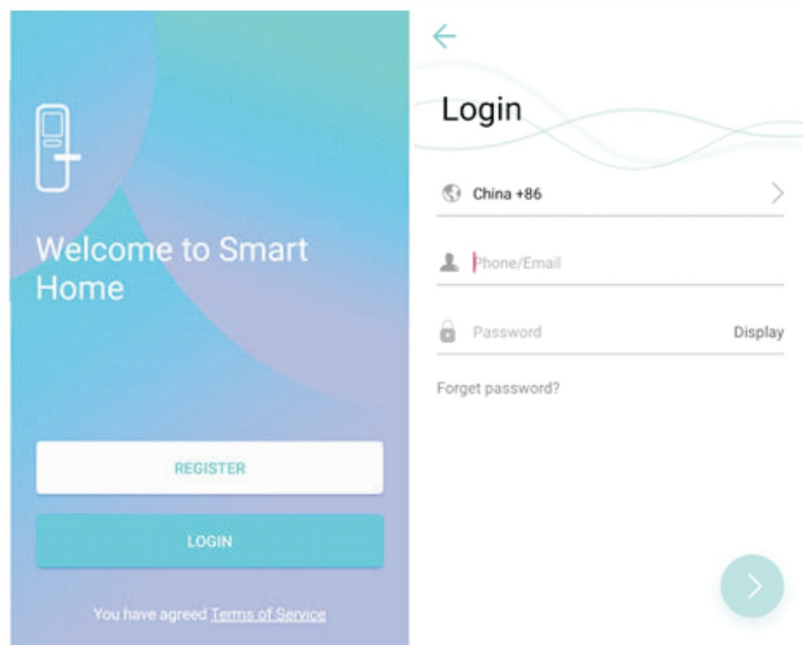 Welcome to Smart
Home
REGISTER
LOGIN
You have agreed Terms of Service
Login
China +86
Phone/Email
Password
Display
Forget password?